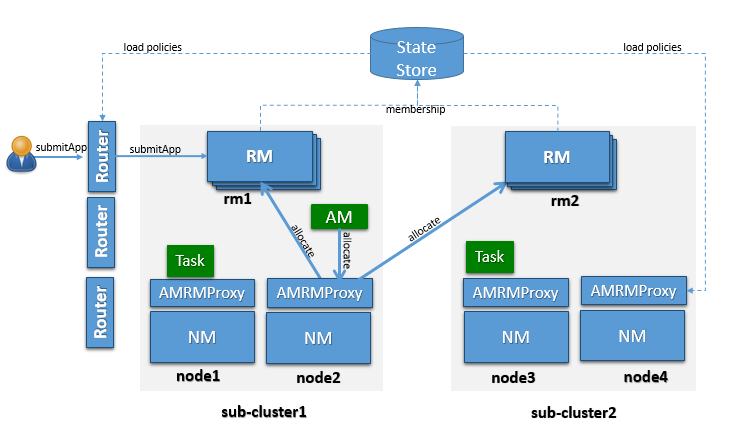 State
Store
load policies
load policies
membership
submitApp
Router
submitApp
RM
rm1
RM
rm2
Router
AM
allocate
allocate
allocate
Task
Task
Router
AMRMProxy
AMRMProxy
AMRMProxy
AMRMProxy
NM
NM
NM
NM
node1
node2
node3
node4
sub-cluster1
sub-cluster2